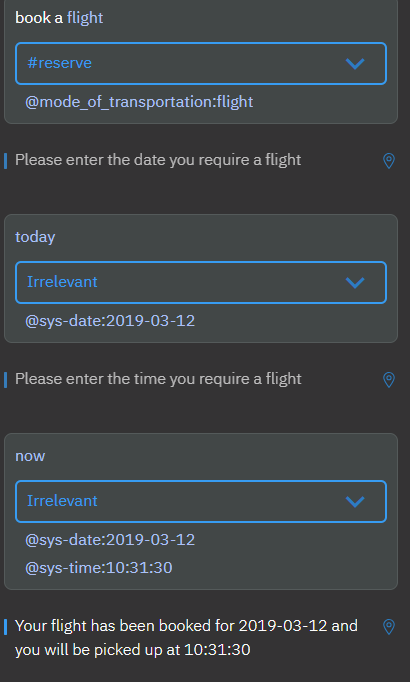 book a flight
#reserve
@mode_of_transportation:flight
Please enter the date you require a flight
today
Irrelevant
@sys-date:2019-03-12
Please enter the time you require a flight
now
Irrelevant
@sys-date:2019-03-12
@sys-time:10:31:30
Your flight has been booked for 2019-03-12 and
you will be picked up at 10:31:30